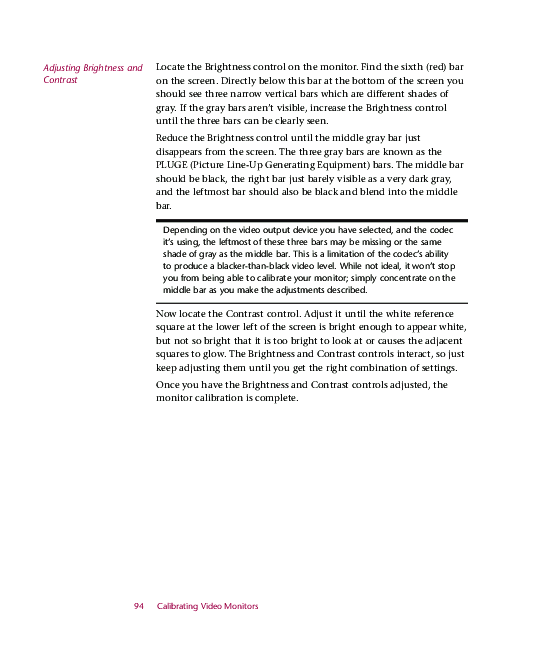 Adjusting Brightness and
Contrast
Locate the Brightness control on the monitor. Find the sixth (red) bar
on the screen. Directly below this bar at the bottom of the screen you
should see three narrow vertical bars which are different shades of
gray. If the gray bars aren’t visible, increase the Brightness control
until the three bars can be clearly seen.
Reduce the Brightness control until the middle gray bar just
disappears from the screen. The three gray bars are known as the
PLUGE (Picture Line-Up Generating Equipment) bars. The middle bar
should be black, the right bar just barely visible as a very dark gray,
and the leftmost bar should also be black and blend into the middle
bar.
Depending on the video output device you have selected, and the codec
it’s using, the leftmost of these three bars may be missing or the same
shade of gray as the middle bar. This is a limitation of the codec’s ability
to produce a blacker-than-black video level. While not ideal, it won’t stop
you from being able to calibrate your monitor; simply concentrate on the
middle bar as you make the adjustments described.
Now locate the Contrast control. Adjust it until the white reference
square at the lower left of the screen is bright enough to appear white,
but not so bright that it is too bright to look at or causes the adjacent
squares to glow. The Brightness and Contrast controls interact, so just
keep adjusting them until you get the right combination of settings.
Once you have the Brightness and Contrast controls adjusted, the
monitor calibration is complete.
94 Calibrating Video Monitors